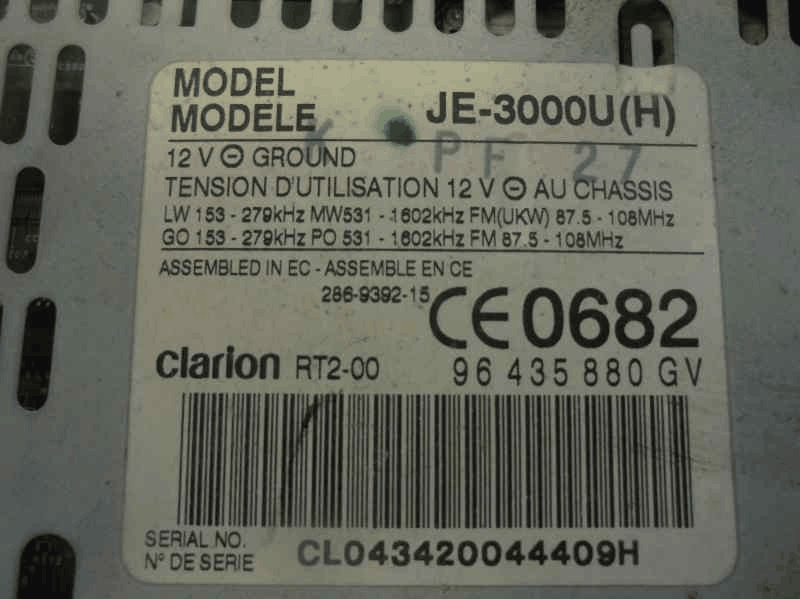 MODEL
MODELE
JE-3000U(H)
PF 27
12 V ⊖ GROUND
TENSION D'UTILISATION 12 V ⊖ AU CHASSIS
LW 153 - 279kHz MW531 - 1602kHz FM(UKW) 87.5 - 108MHz
GO 153 - 279kHz PO 531 - 1602kHz FM 87.5 - 108MHz
ASSEMBLED IN EC - ASSEMBLE EN CE
286-9392-15
CE0682
clarion RT2-00
96 435 880 GV
SERIAL NO.
N° DE SERIE
CL043420044409H